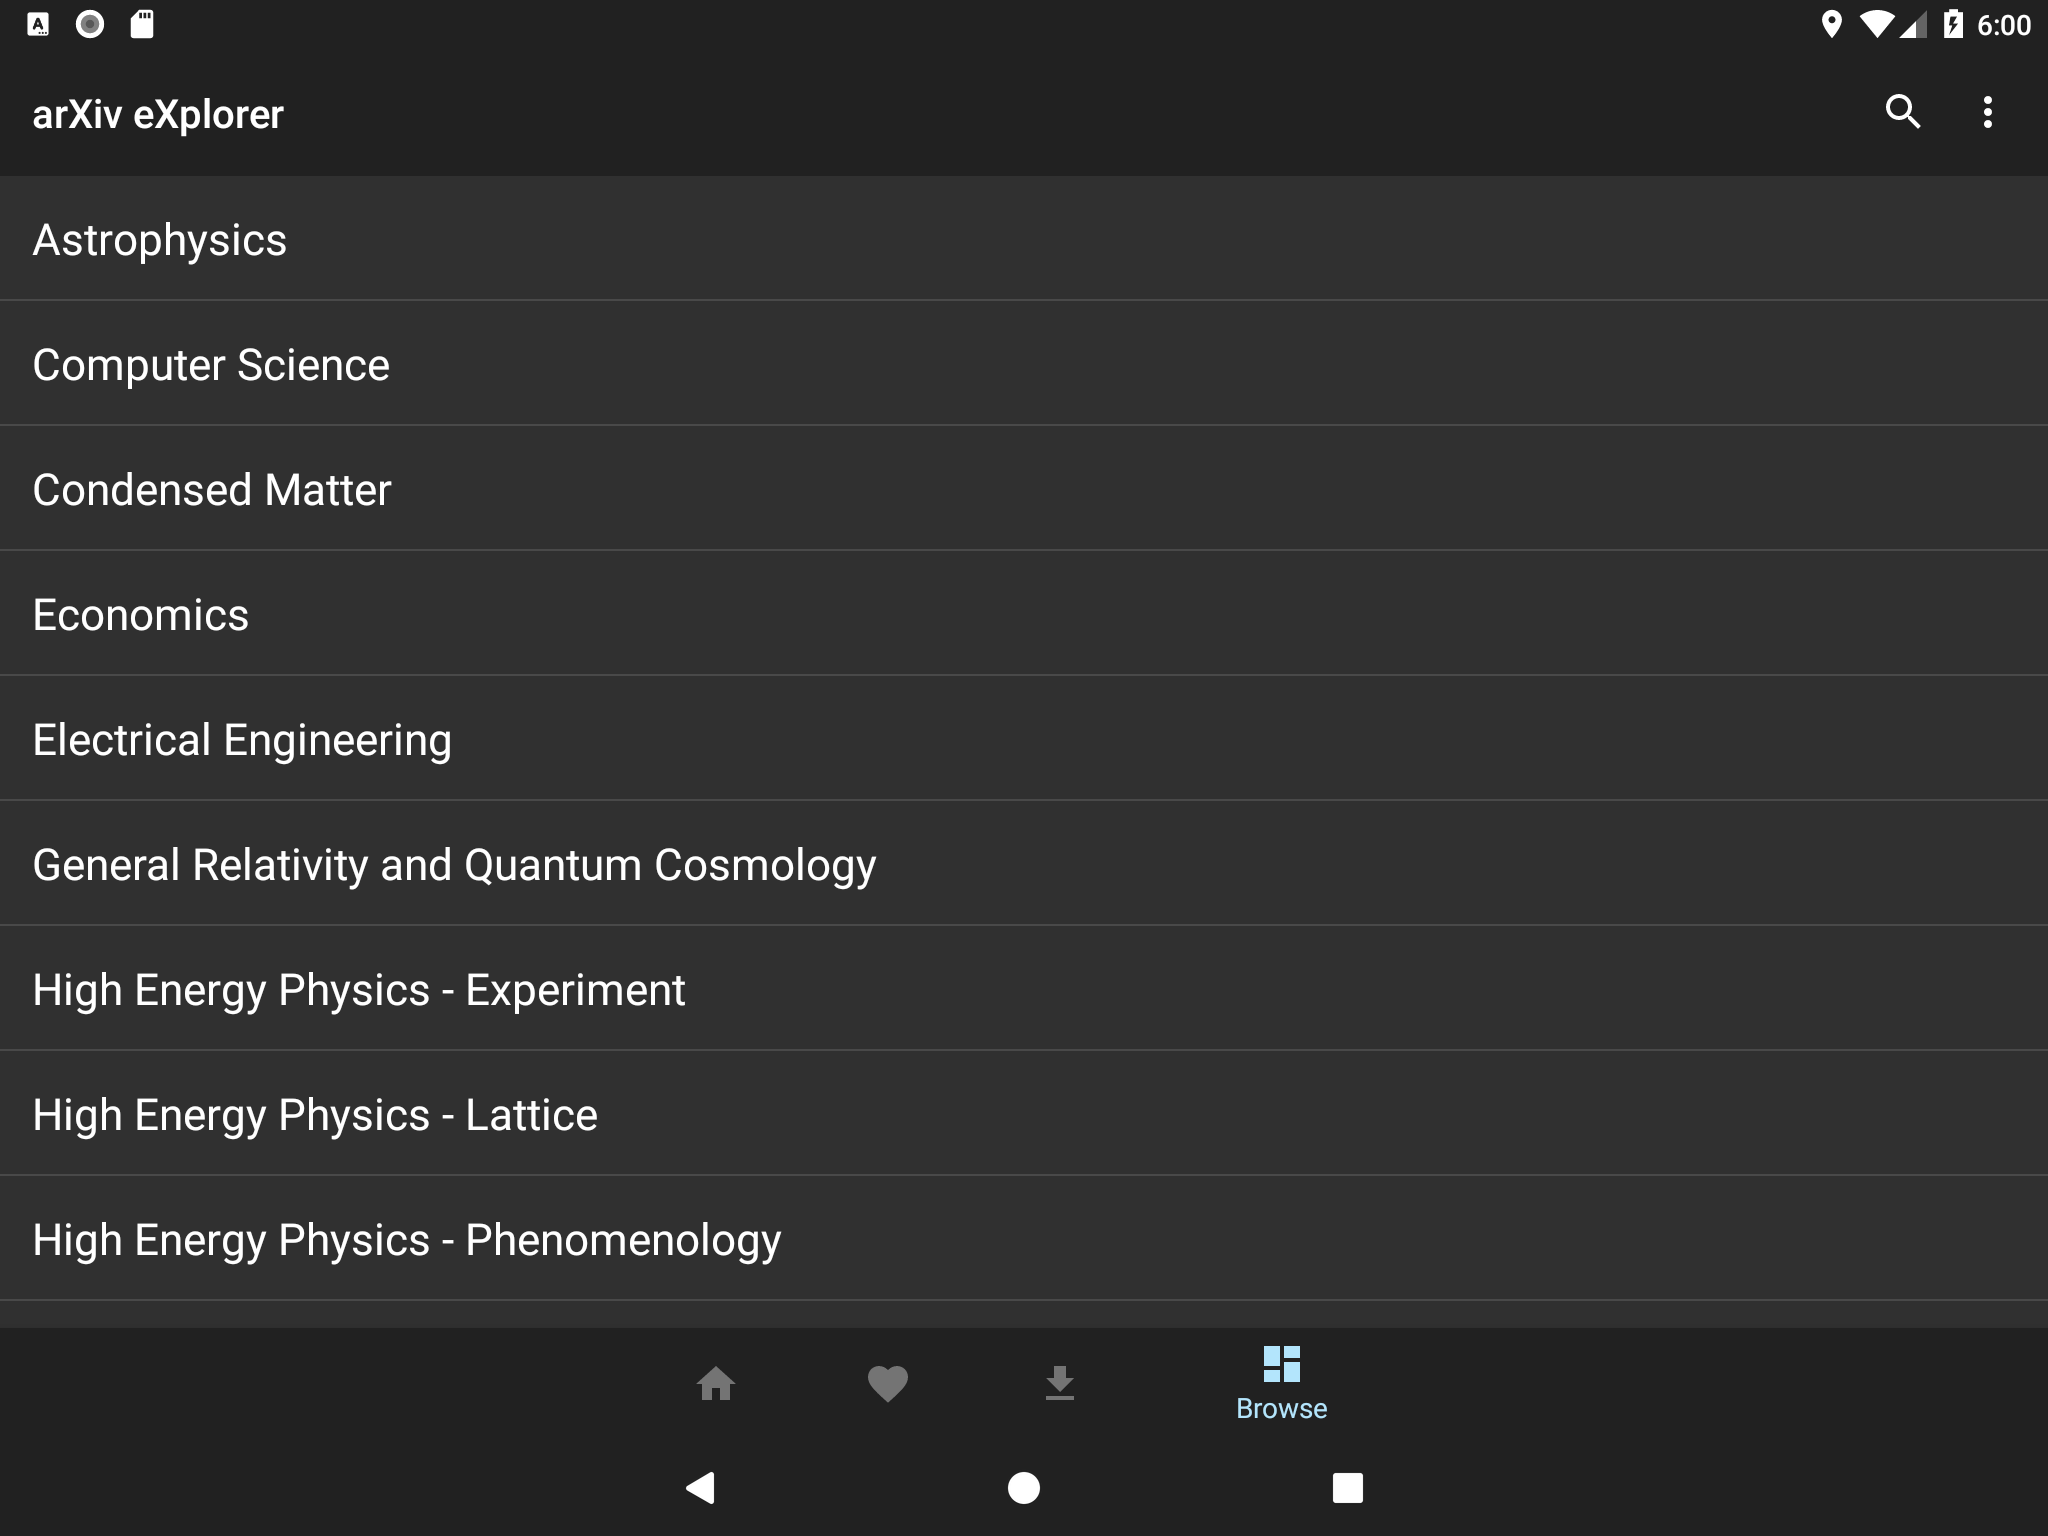 6:00
arXiv eXplorer
Astrophysics
Computer Science
Condensed Matter
Economics
Electrical Engineering
General Relativity and Quantum Cosmology
High Energy Physics - Experiment
High Energy Physics - Lattice
High Energy Physics - Phenomenology
Browse